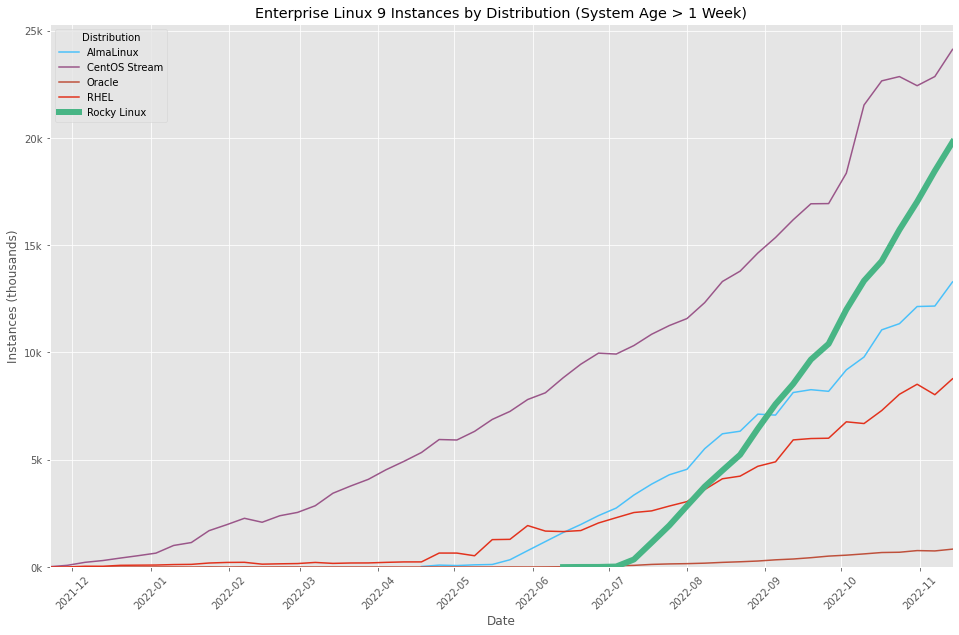 Enterprise Linux 9 Instances by Distribution (System Age > 1 Week)
Distribution
AlmaLinux
CentOS Stream
Oracle
RHEL
Rocky Linux
Instances (thousands)
25k
20k
15k
10k
5k
0k
2021-12
2022-01
2022-02
2022-03
2022-04
2022-05
2022-06
2022-07
2022-08
2022-09
2022-10
2022-11
Date